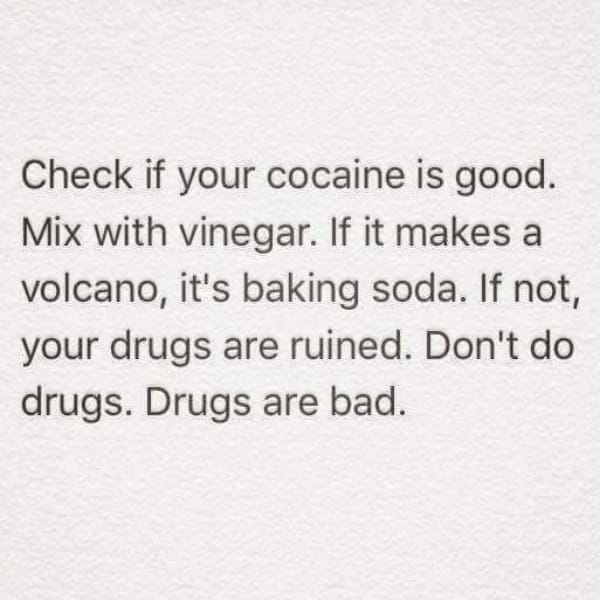 Check if your cocaine is good.
Mix with vinegar. If it makes a
volcano, it's baking soda. If not,
your drugs are ruined. Don't do
drugs. Drugs are bad.